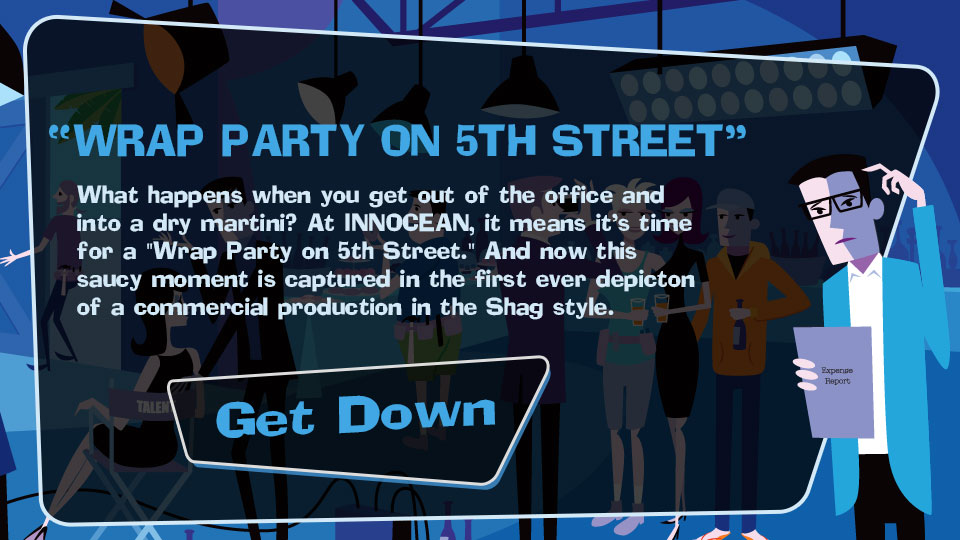 “WRAP PARTY ON 5TH STREET”
What happens when you get out of the office and
into a dry martini? At INNOCEAN, it means it’s time
for a "Wrap Party on 5th Street." And now this
saucy moment is captured in the first ever depicton
of a commercial production in the Shag style.
Expense
Report
TALENT
Get Down